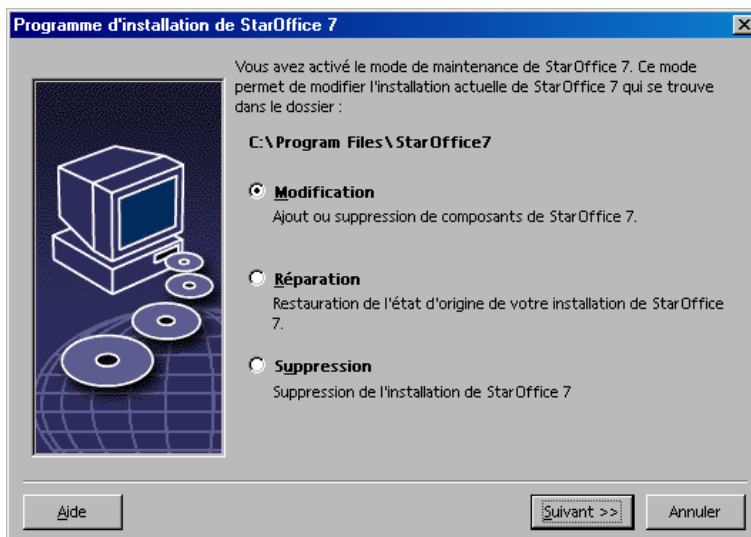 Programme d'installation de StarOffice 7
Vous avez activé le mode de maintenance de StarOffice 7. Ce mode
permet de modifier l'installation actuelle de StarOffice 7 qui se trouve
dans le dossier :
C:\Program Files\StarOffice7
Modification
Ajout ou suppression de composants de StarOffice 7.
Réparation
Restauration de l'état d'origine de votre installation de StarOffice
7.
Suppression
Suppression de l'installation de StarOffice 7
Aide
Suivant >>
Annuler